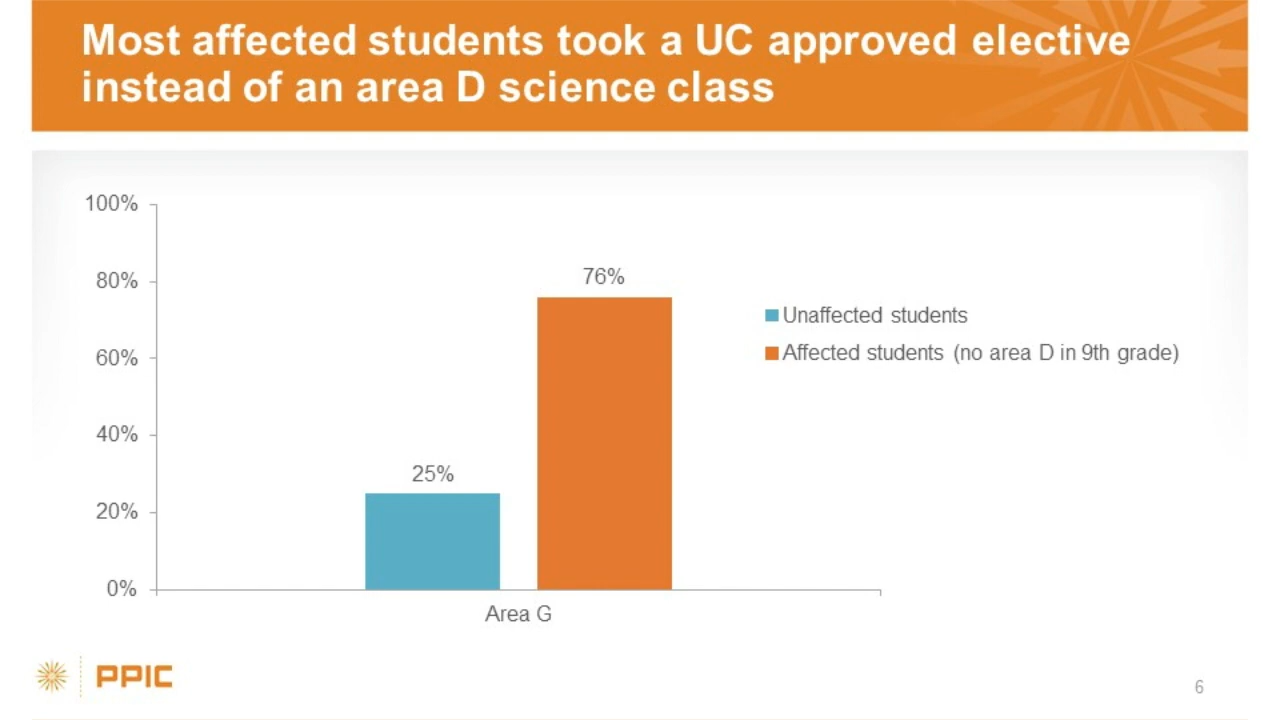 Most affected students took a UC approved elective
instead of an area D science class
100%
80%
60%
40%
20%
0%
25%
76%
Area G
Unaffected students
Affected students (no area D in 9th grade)
PPIC
6